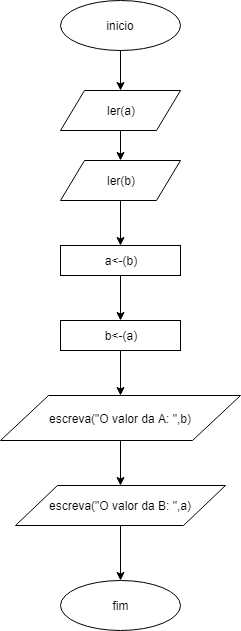 inicio
ler(a)
ler(b)
a<-(b)
b<-(a)
escreva("O valor da A: ",b)
escreva("O valor da B: ",a)
fim